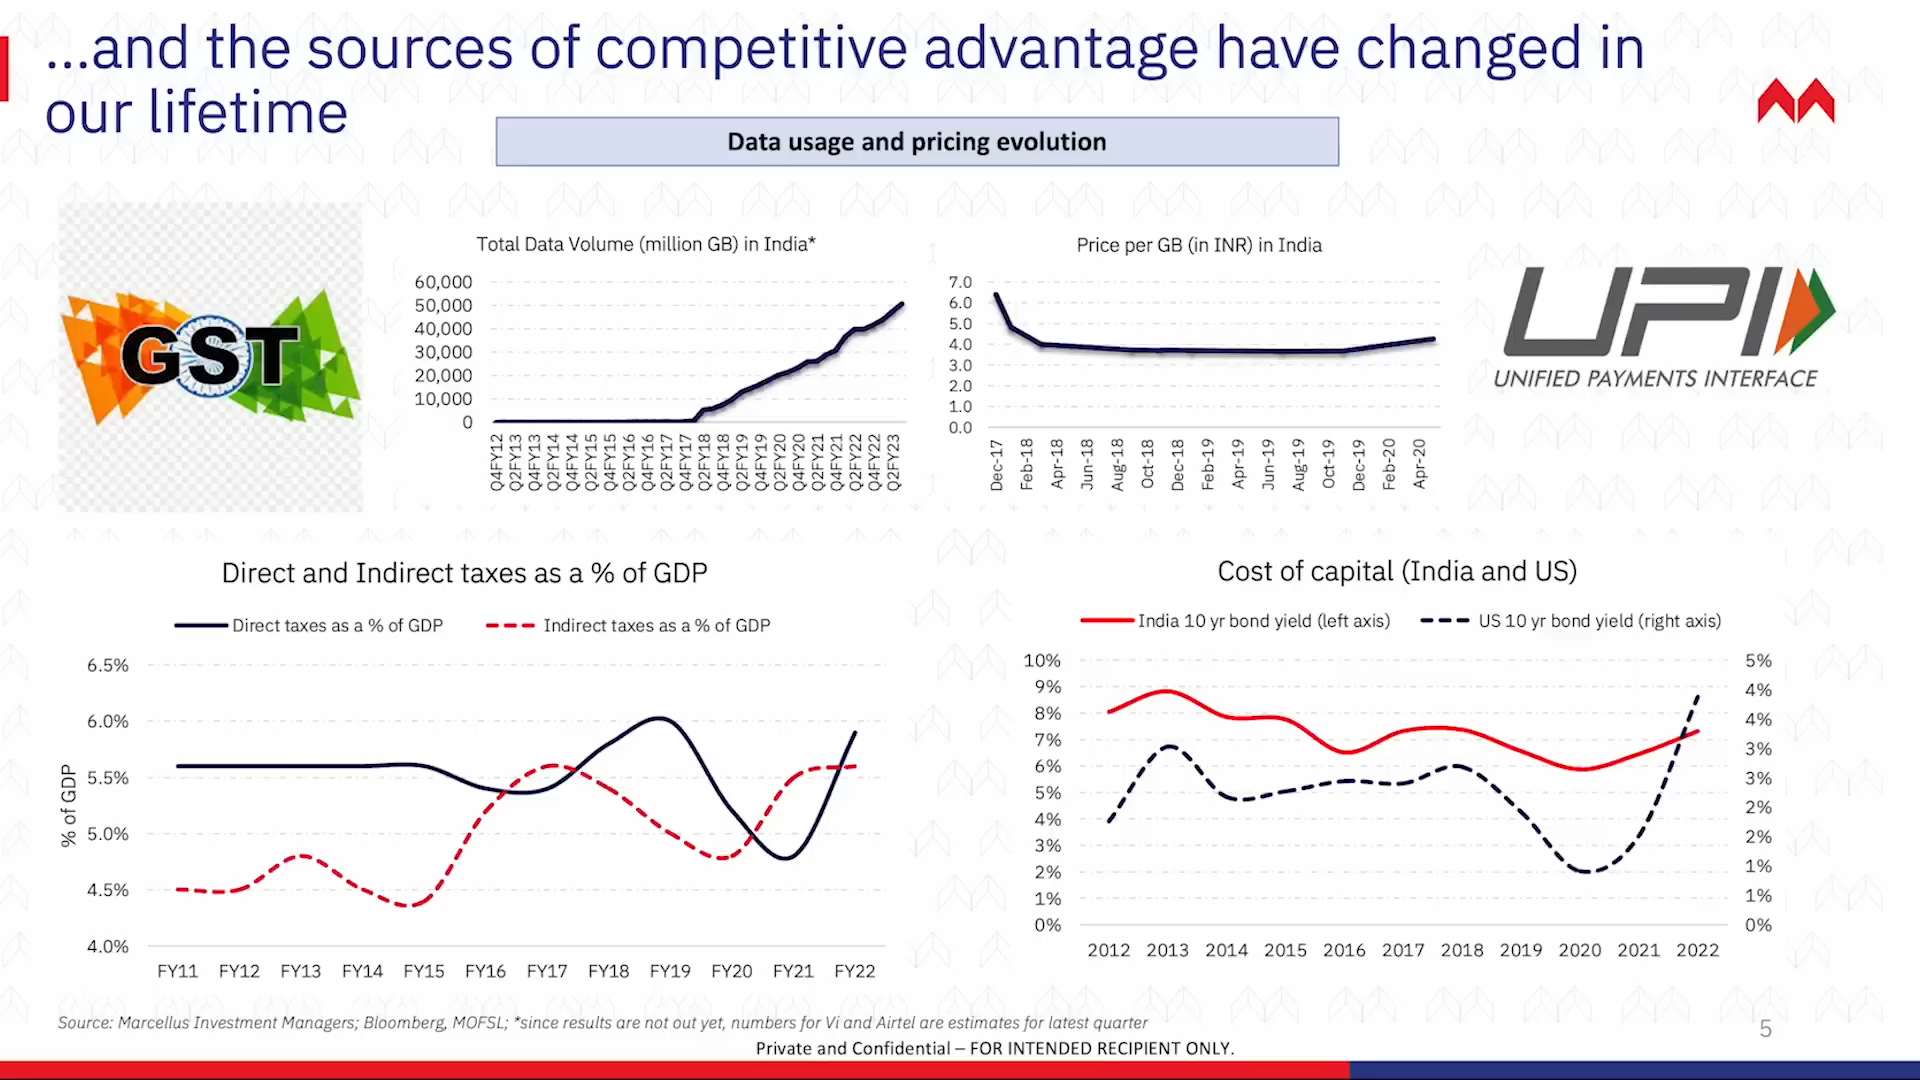 ...and the sources of competitive advantage have changed in
our lifetime
Data usage and pricing evolution
GST
Total Data Volume (million GB) in India*
60,000
50,000
40,000
30,000
20,000
10,000
0
Q4FY12
Q2FY13
Q4FY13
Q2FY14
Q4FY14
Q2FY15
Q4FY15
Q2FY16
Q4FY16
Q2FY17
Q4FY17
Q2FY18
Q4FY18
Q2FY19
Q4FY19
Q2FY20
Q4FY20
Q2FY21
Q4FY21
Q2FY22
Q4FY22
Q2FY23
Price per GB (in INR) in India
7.0
6.0
5.0
4.0
3.0
2.0
1.0
0.0
Dec-17
Feb-18
Apr-18
Jun-18
Aug-18
Oct-18
Dec-18
Feb-19
Apr-19
Jun-19
Aug-19
Oct-19
Dec-19
Feb-20
Apr-20
UPI
UNIFIED PAYMENTS INTERFACE
Direct and Indirect taxes as a % of GDP
Direct taxes as a % of GDP
Indirect taxes as a % of GDP
% of GDP
6.5%
6.0%
5.5%
5.0%
4.5%
4.0%
FY11 FY12 FY13 FY14 FY15 FY16 FY17 FY18 FY19 FY20 FY21 FY22
Cost of capital (India and US)
India 10 yr bond yield (left axis)
US 10 yr bond yield (right axis)
10%
9%
8%
7%
6%
5%
4%
3%
2%
1%
0%
5%
4%
4%
3%
3%
2%
2%
1%
1%
0%
2012 2013 2014 2015 2016 2017 2018 2019 2020 2021 2022
Source: Marcellus Investment Managers; Bloomberg, MOFSL; *since results are not out yet, numbers for Vi and Airtel are estimates for latest quarter
5
Private and Confidential – FOR INTENDED RECIPIENT ONLY.